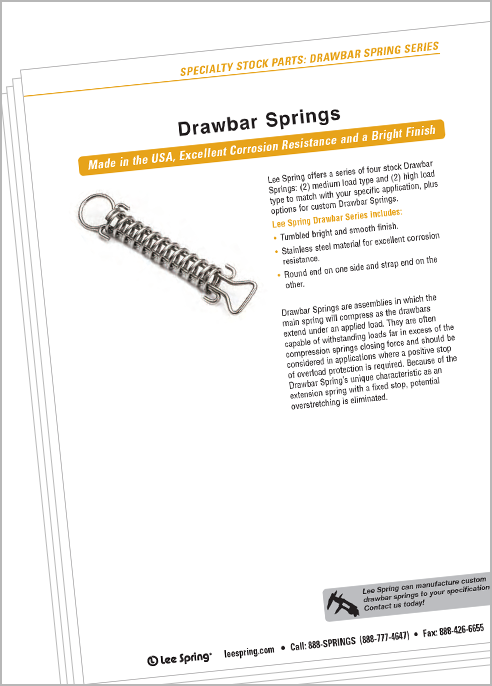 SPECIALTY STOCK PARTS: DRAWBAR SPRING SERIES
Drawbar Springs
Made in the USA, Excellent Corrosion Resistance and a Bright Finish
Lee Spring offers a series of four stock Drawbar
Springs: (2) medium load type and (2) high load
type to match with your specific application, plus
options for custom Drawbar Springs.
Lee Spring Drawbar Series includes:
• Tumbled bright and smooth finish.
• Stainless steel material for excellent corrosion
resistance.
• Round end on one side and strap end on the
other.
Drawbar Springs are assemblies in which the
main spring will compress as the drawbars
extend under an applied load. They are often
capable of withstanding loads far in excess of the
compression springs closing force and should be
considered in applications where a positive stop
of overload protection is required. Because of the
Drawbar Spring's unique characteristic as an
extension spring with a fixed stop, potential
overstretching is eliminated.
Lee Spring can manufacture custom
drawbar springs to your specification
Contact us today!
Lee Spring® leespring.com • Call: 888-SPRINGS (888-777-4647) • Fax: 888-426-6655